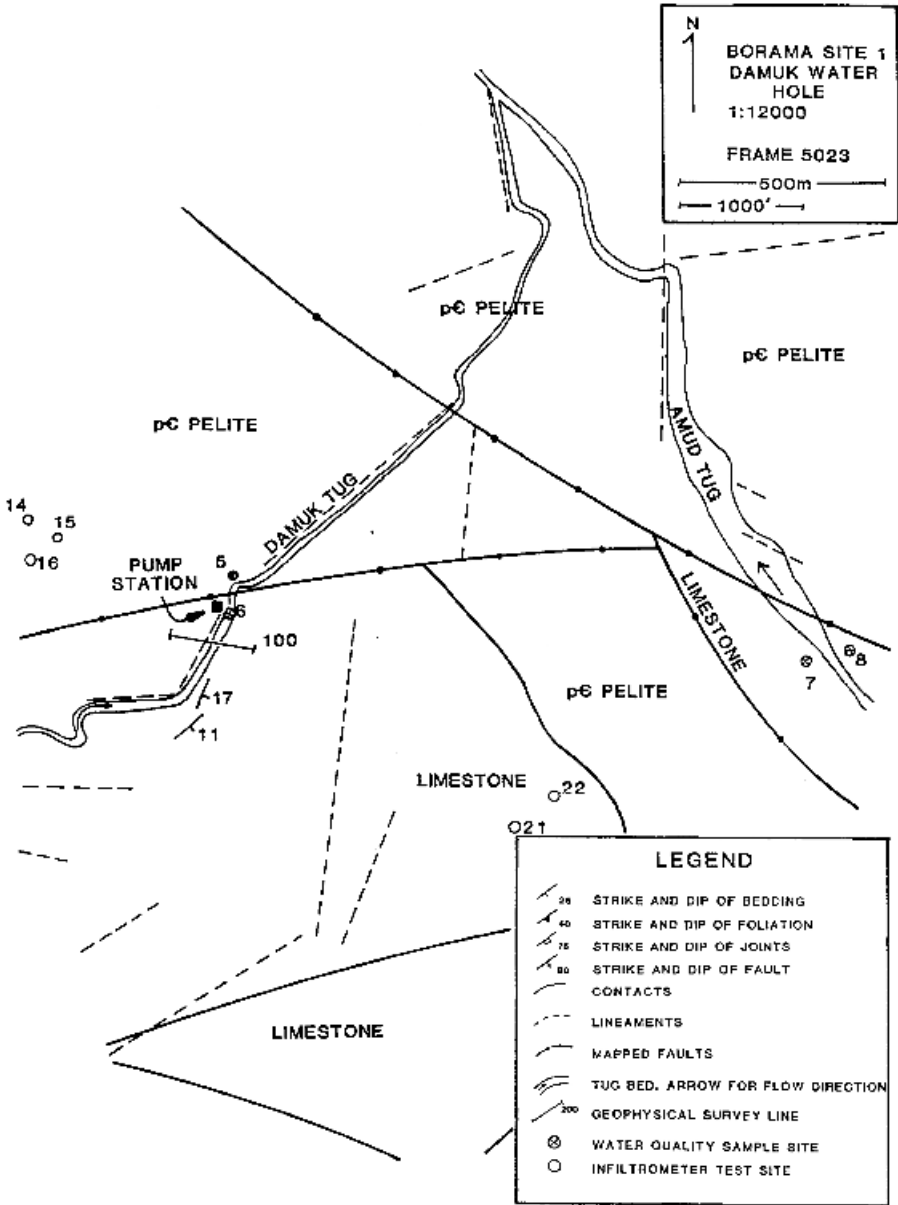 N
BORAMA SITE 1
DAMUK WATER
HOLE
1:12000
FRAME 5023
500m
1000'
p€ PELITE
p€ PELITE
p€ PELITE
AMUD TUG
DAMUK TUG
14
15
16
PUMP
STATION
5
6
100
LIMESTONE
8
7
17
11
p€ PELITE
LIMESTONE
22
21
LIMESTONE
LEGEND
STRIKE AND DIP OF BEDDING
40 STRIKE AND DIP OF FOLIATION
75 STRIKE AND DIP OF JOINTS
80 STRIKE AND DIP OF FAULT
CONTACTS
LINEAMENTS
MAPPED FAULTS
TUG BED. ARROW FOR FLOW DIRECTION
200 GEOPHYSICAL SURVEY LINE
WATER QUALITY SAMPLE SITE
INFILTROMETER TEST SITE